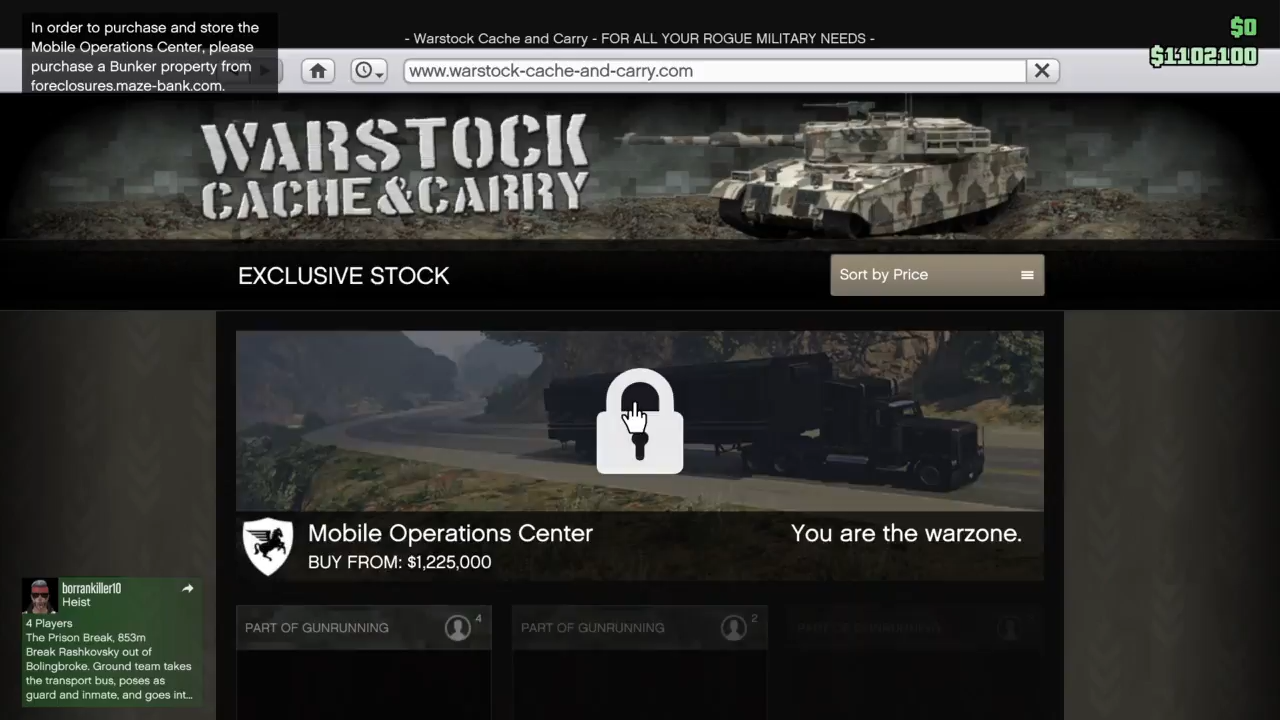 In order to purchase and store the
Mobile Operations Center, please
purchase a Bunker property from
foreclosures.maze-bank.com.
- Warstock Cache and Carry - FOR ALL YOUR ROGUE MILITARY NEEDS -
$0
$1102100
www.warstock-cache-and-carry.com
WARSTOCK
CACHE&CARRY
EXCLUSIVE STOCK
Sort by Price
Mobile Operations Center
You are the warzone.
BUY FROM: $1,225,000
borrankiller10
Heist
4 Players
The Prison Break, 853m
Break Rashkovsky out of
Bolingbroke. Ground team takes
the transport bus, poses as
guard and inmate, and goes int...
PART OF GUNRUNNING 4
PART OF GUNRUNNING 2
PART OF GUNRUNNING